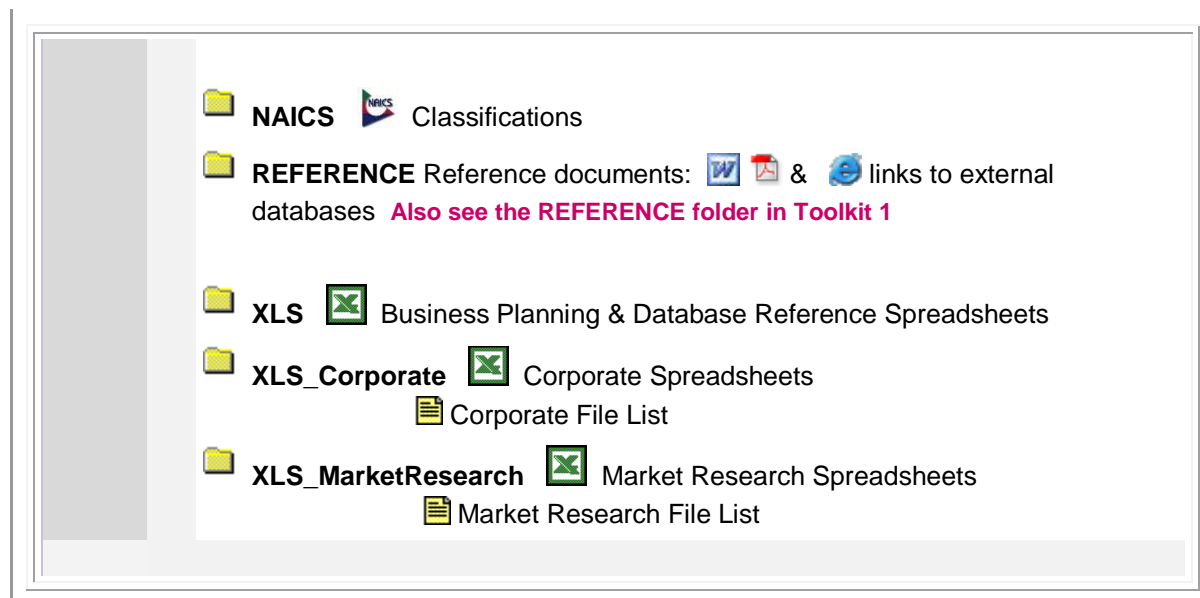 NAICS NAICS Classifications
REFERENCE Reference documents: W & links to external
databases Also see the REFERENCE folder in Toolkit 1
XLS Business Planning & Database Reference Spreadsheets
XLS_Corporate Corporate Spreadsheets
Corporate File List
XLS_MarketResearch Market Research Spreadsheets
Market Research File List